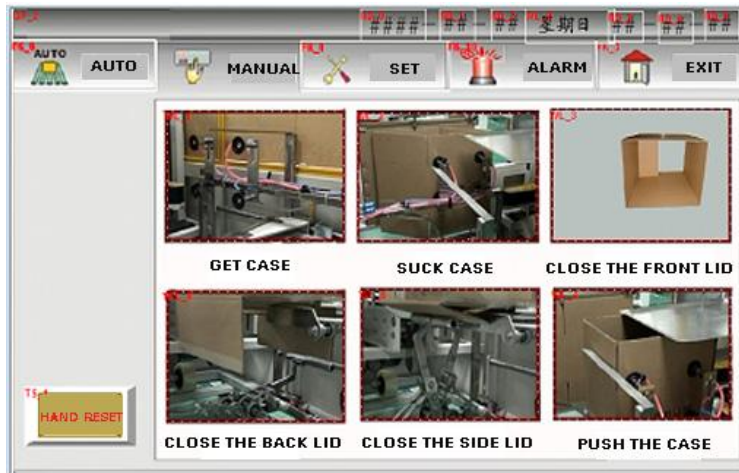 ####-##-## 星期日 ##:##:##
AUTO
AUTO
MANUAL
SET
ALARM
EXIT
GET CASE
SUCK CASE
CLOSE THE FRONT LID
TS_4
HAND RESET
CLOSE THE BACK LID
CLOSE THE SIDE LID
PUSH THE CASE